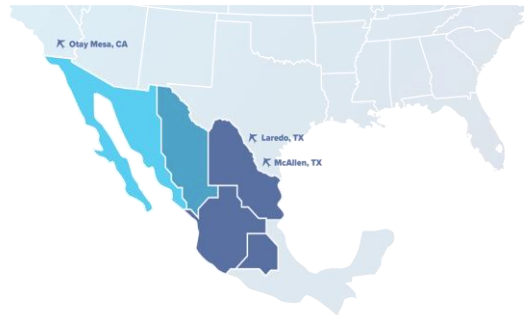 Otay Mesa, CA
Laredo, TX
McAllen, TX